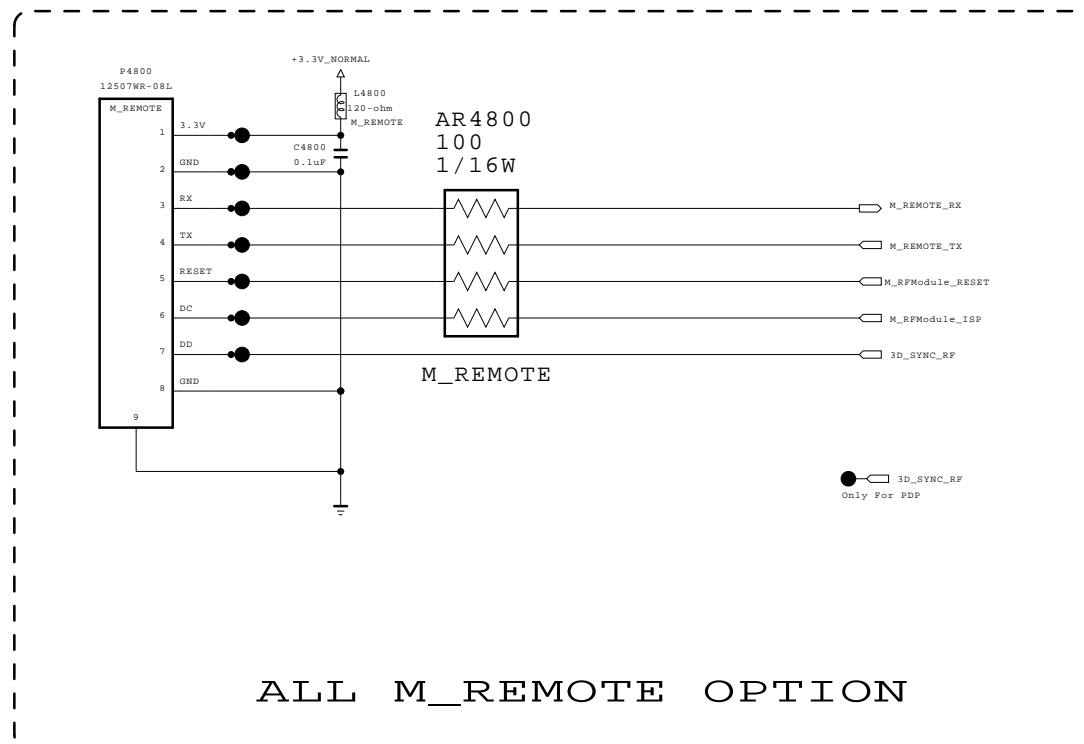 +3.3V_NORMAL
P4800
12507WR-08L
L4800
120-ohm
M_REMOTE
M_REMOTE
AR4800
100
1/16W
1
3.3V
C4800
0.1uF
2
GND
3
RX
M_REMOTE_RX
4
TX
M_REMOTE_TX
5
RESET
M_RFModule_RESET
6
DC
M_RFModule_ISP
7
DD
3D_SYNC_RF
M_REMOTE
8
GND
9
3D_SYNC_RF
Only For PDP
ALL M_REMOTE OPTION